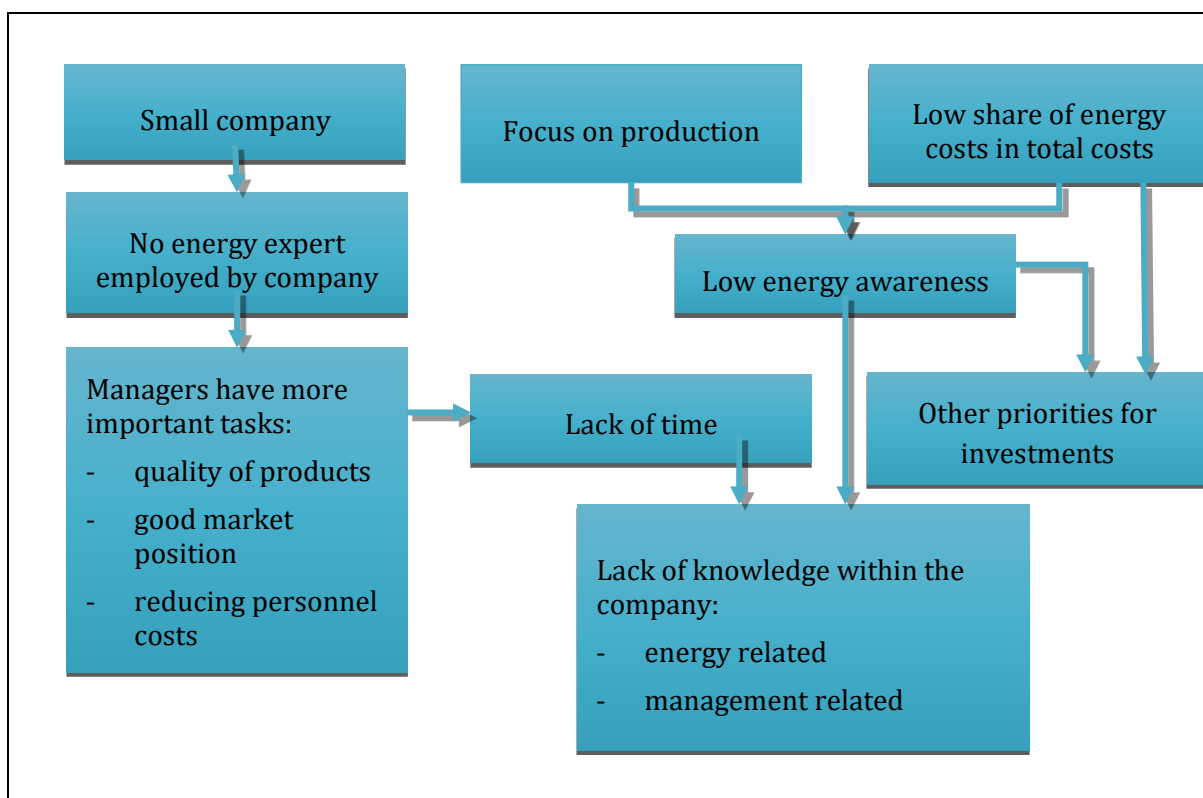 Small company
Focus on production
Low share of energy
costs in total costs
No energy expert
employed by company
Low energy awareness
Managers have more
important tasks:
- quality of products
- good market
position
- reducing personnel
costs
Lack of time
Other priorities for
investments
Lack of knowledge within the
company:
- energy related
- management related